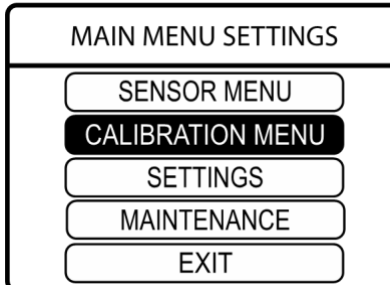 MAIN MENU SETTINGS
SENSOR MENU
CALIBRATION MENU
SETTINGS
MAINTENANCE
EXIT